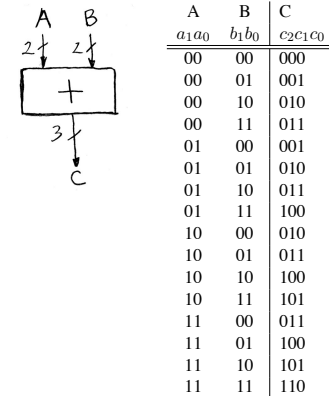 A B
2 2
+
3
C
A B C
a₁a₀ b₁b₀ c₂c₁c₀
00 00 000
00 01 001
00 10 010
00 11 011
01 00 001
01 01 010
01 10 011
01 11 100
10 00 010
10 01 011
10 10 100
10 11 101
11 00 011
11 01 100
11 10 101
11 11 110